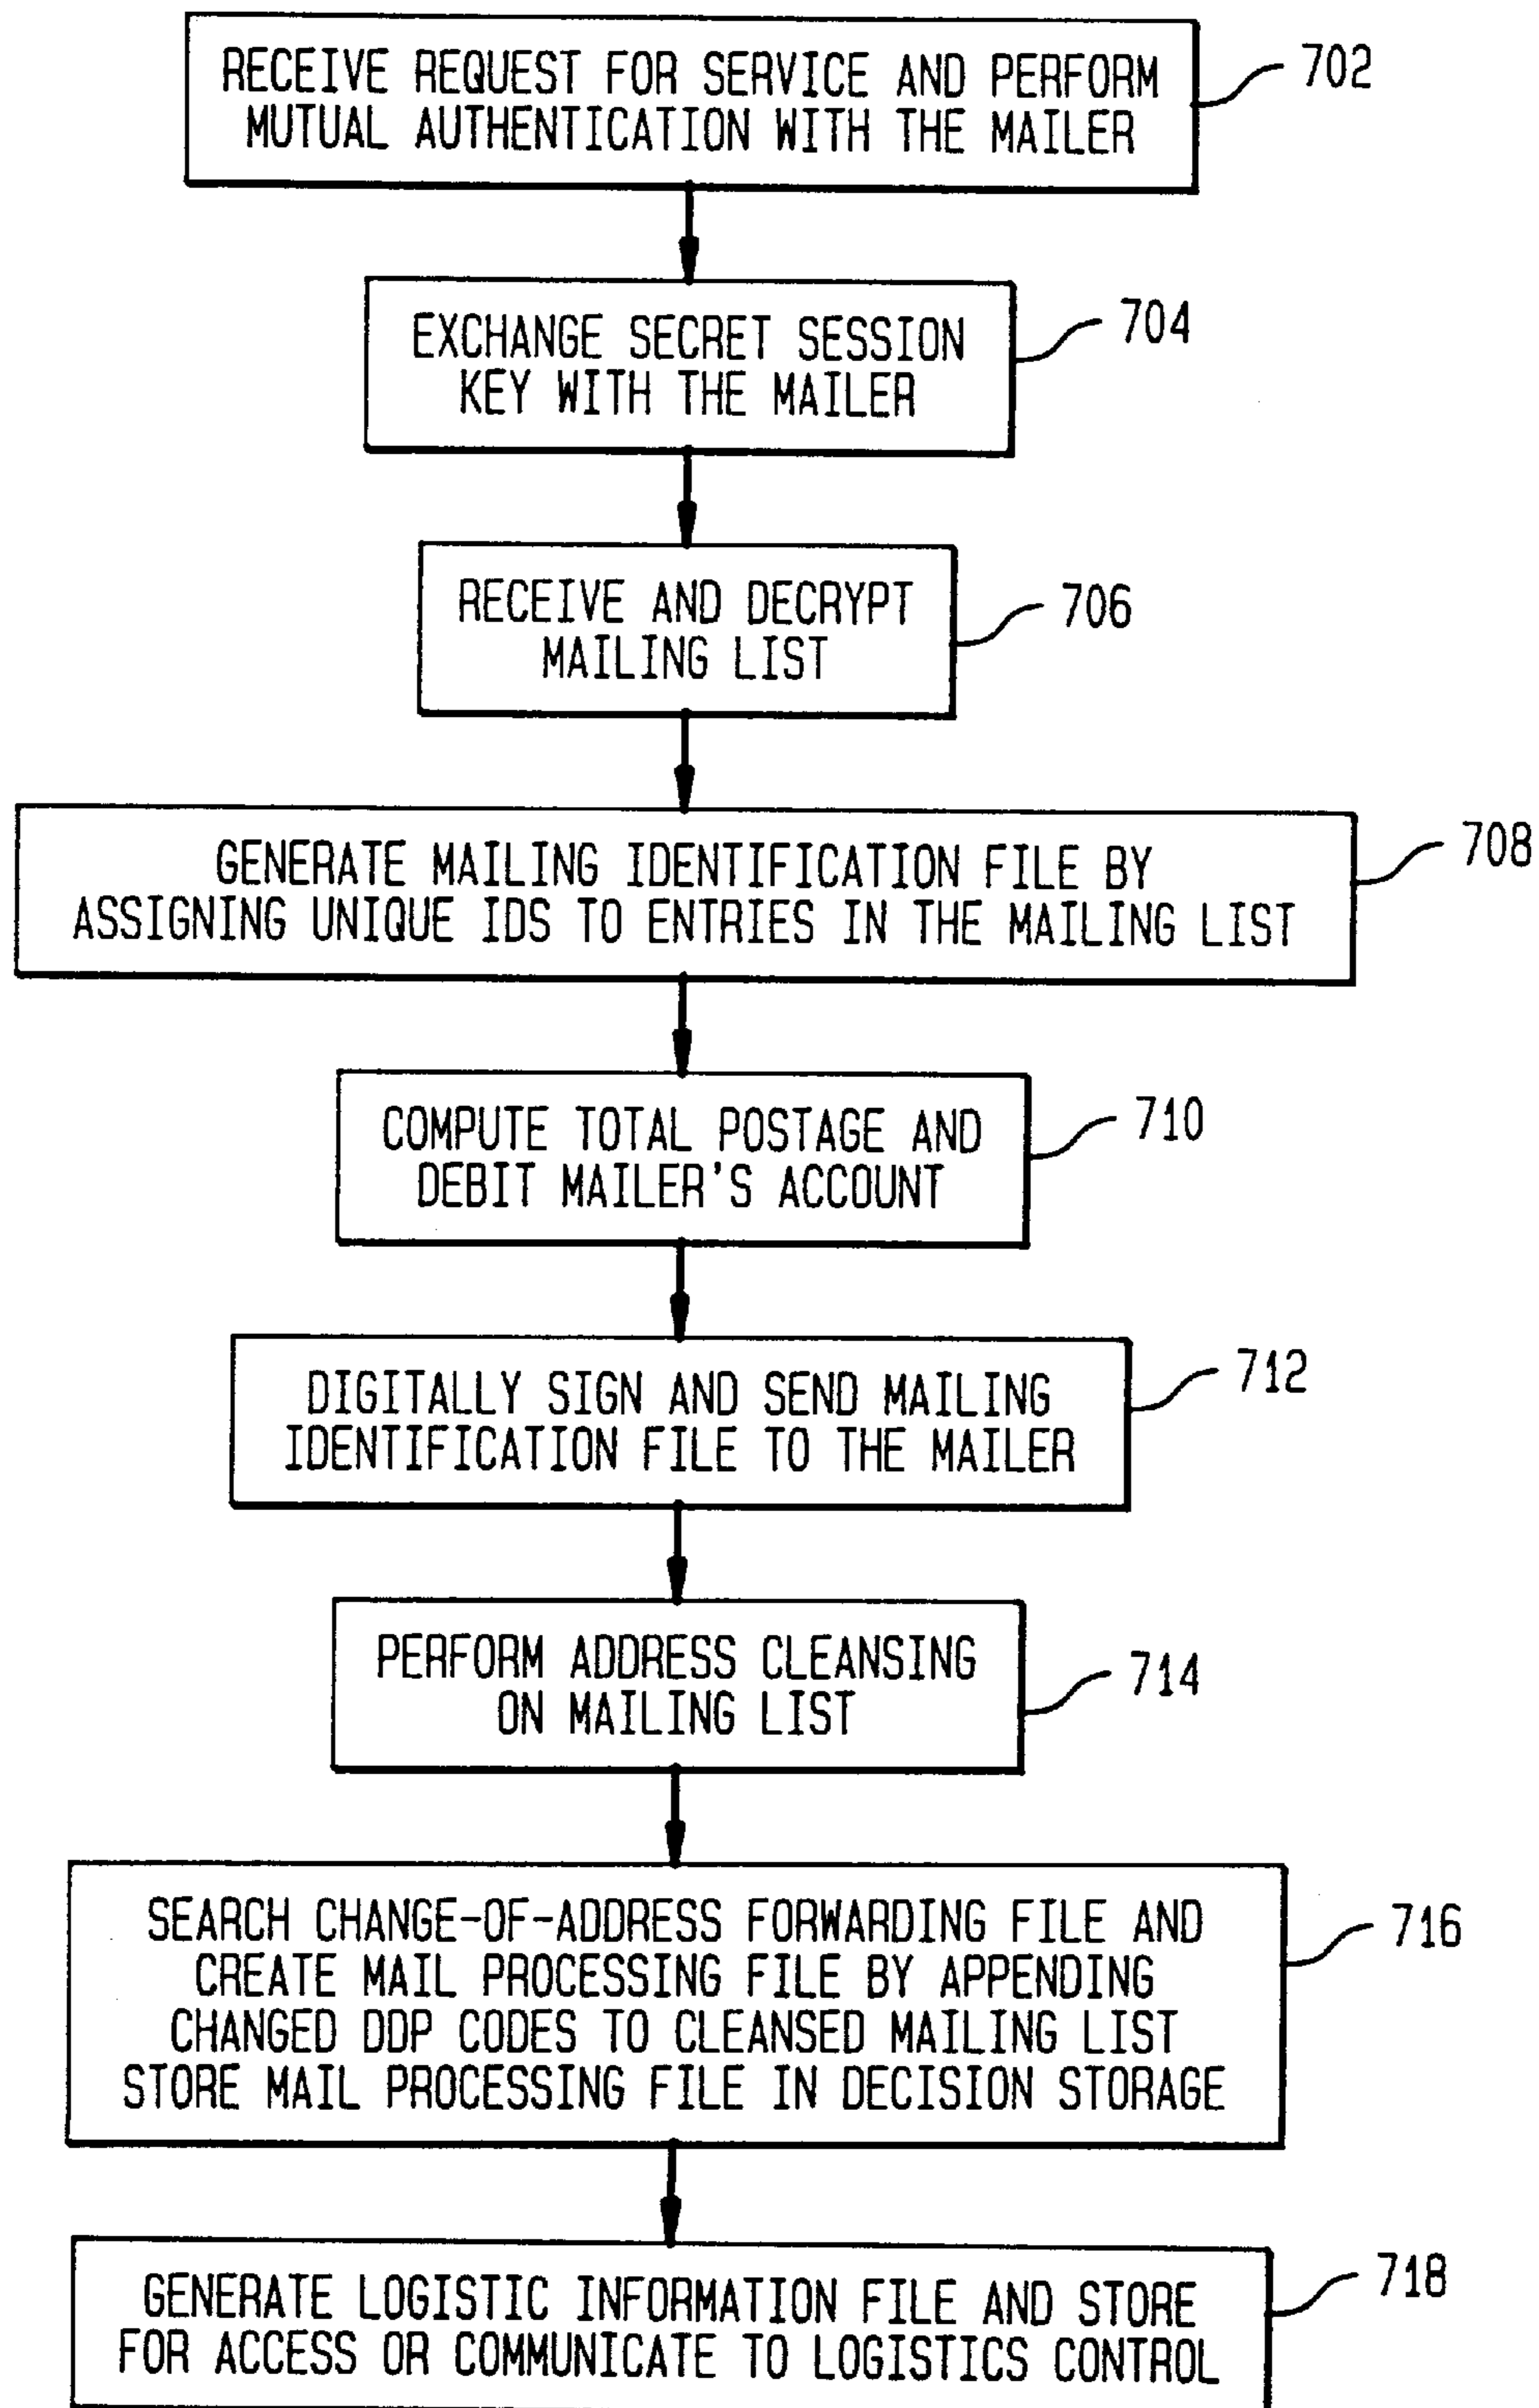 RECEIVE REQUEST FOR SERVICE AND PERFORM
MUTUAL AUTHENTICATION WITH THE MAILER
702
EXCHANGE SECRET SESSION
KEY WITH THE MAILER
704
RECEIVE AND DECRYPT
MAILING LIST
706
GENERATE MAILING IDENTIFICATION FILE BY
ASSIGNING UNIQUE IDS TO ENTRIES IN THE MAILING LIST
708
COMPUTE TOTAL POSTAGE AND
DEBIT MAILER'S ACCOUNT
710
DIGITALLY SIGN AND SEND MAILING
IDENTIFICATION FILE TO THE MAILER
712
PERFORM ADDRESS CLEANSING
ON MAILING LIST
714
SEARCH CHANGE-OF-ADDRESS FORWARDING FILE AND
CREATE MAIL PROCESSING FILE BY APPENDING
CHANGED DDP CODES TO CLEANSED MAILING LIST
STORE MAIL PROCESSING FILE IN DECISION STORAGE
716
GENERATE LOGISTIC INFORMATION FILE AND STORE
FOR ACCESS OR COMMUNICATE TO LOGISTICS CONTROL
718